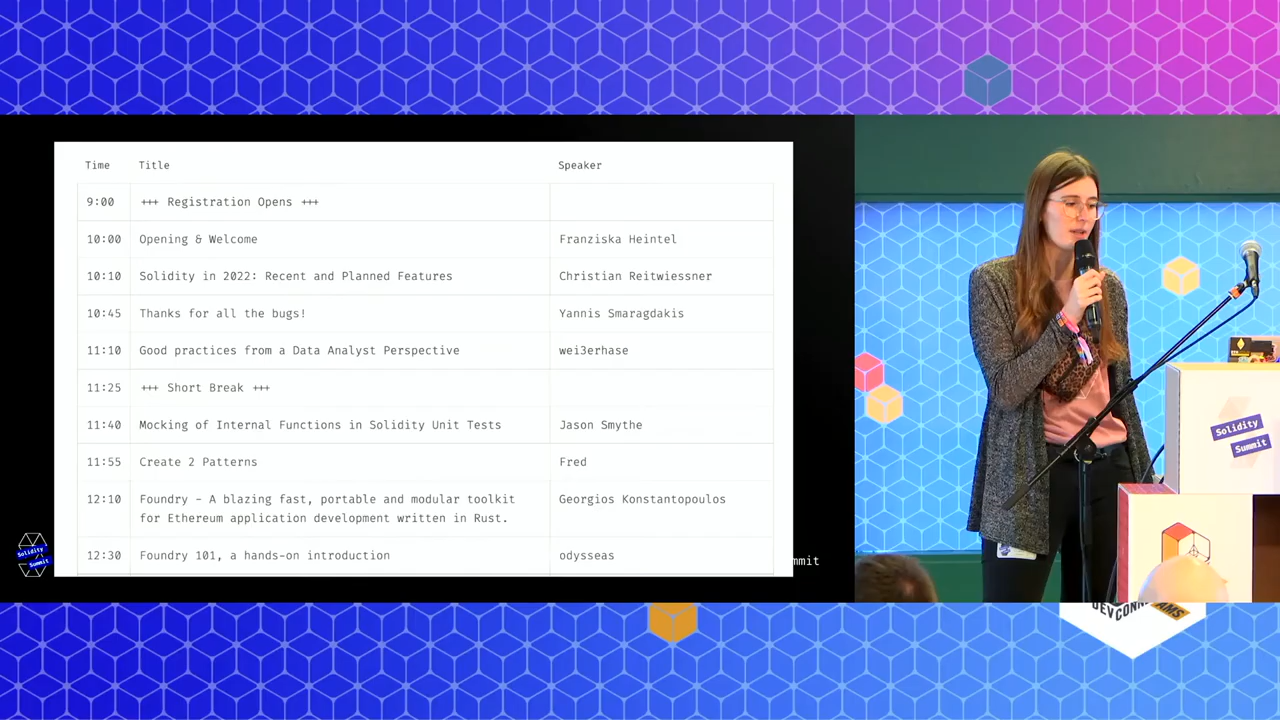 Time Title Speaker
9:00 +++ Registration Opens +++
10:00 Opening & Welcome Franziska Heintel
10:10 Solidity in 2022: Recent and Planned Features Christian Reitwiessner
10:45 Thanks for all the bugs! Yannis Smaragdakis
11:10 Good practices from a Data Analyst Perspective wei3erhase
11:25 +++ Short Break +++
11:40 Mocking of Internal Functions in Solidity Unit Tests Jason Smythe
11:55 Create 2 Patterns Fred
12:10 Foundry - A blazing fast, portable and modular toolkit Georgios Konstantopoulos
for Ethereum application development written in Rust.
12:30 Foundry 101, a hands-on introduction odysseas
Solidity
Summit
mmit
Solidity
Summit